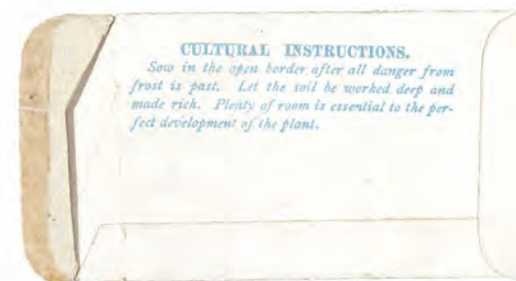 CULTURAL INSTRUCTIONS.
Sow in the open border after all danger from
frost is past. Let the soil be worked deep and
made rich. Plenty of room is essential to the per-
fect development of the plant.